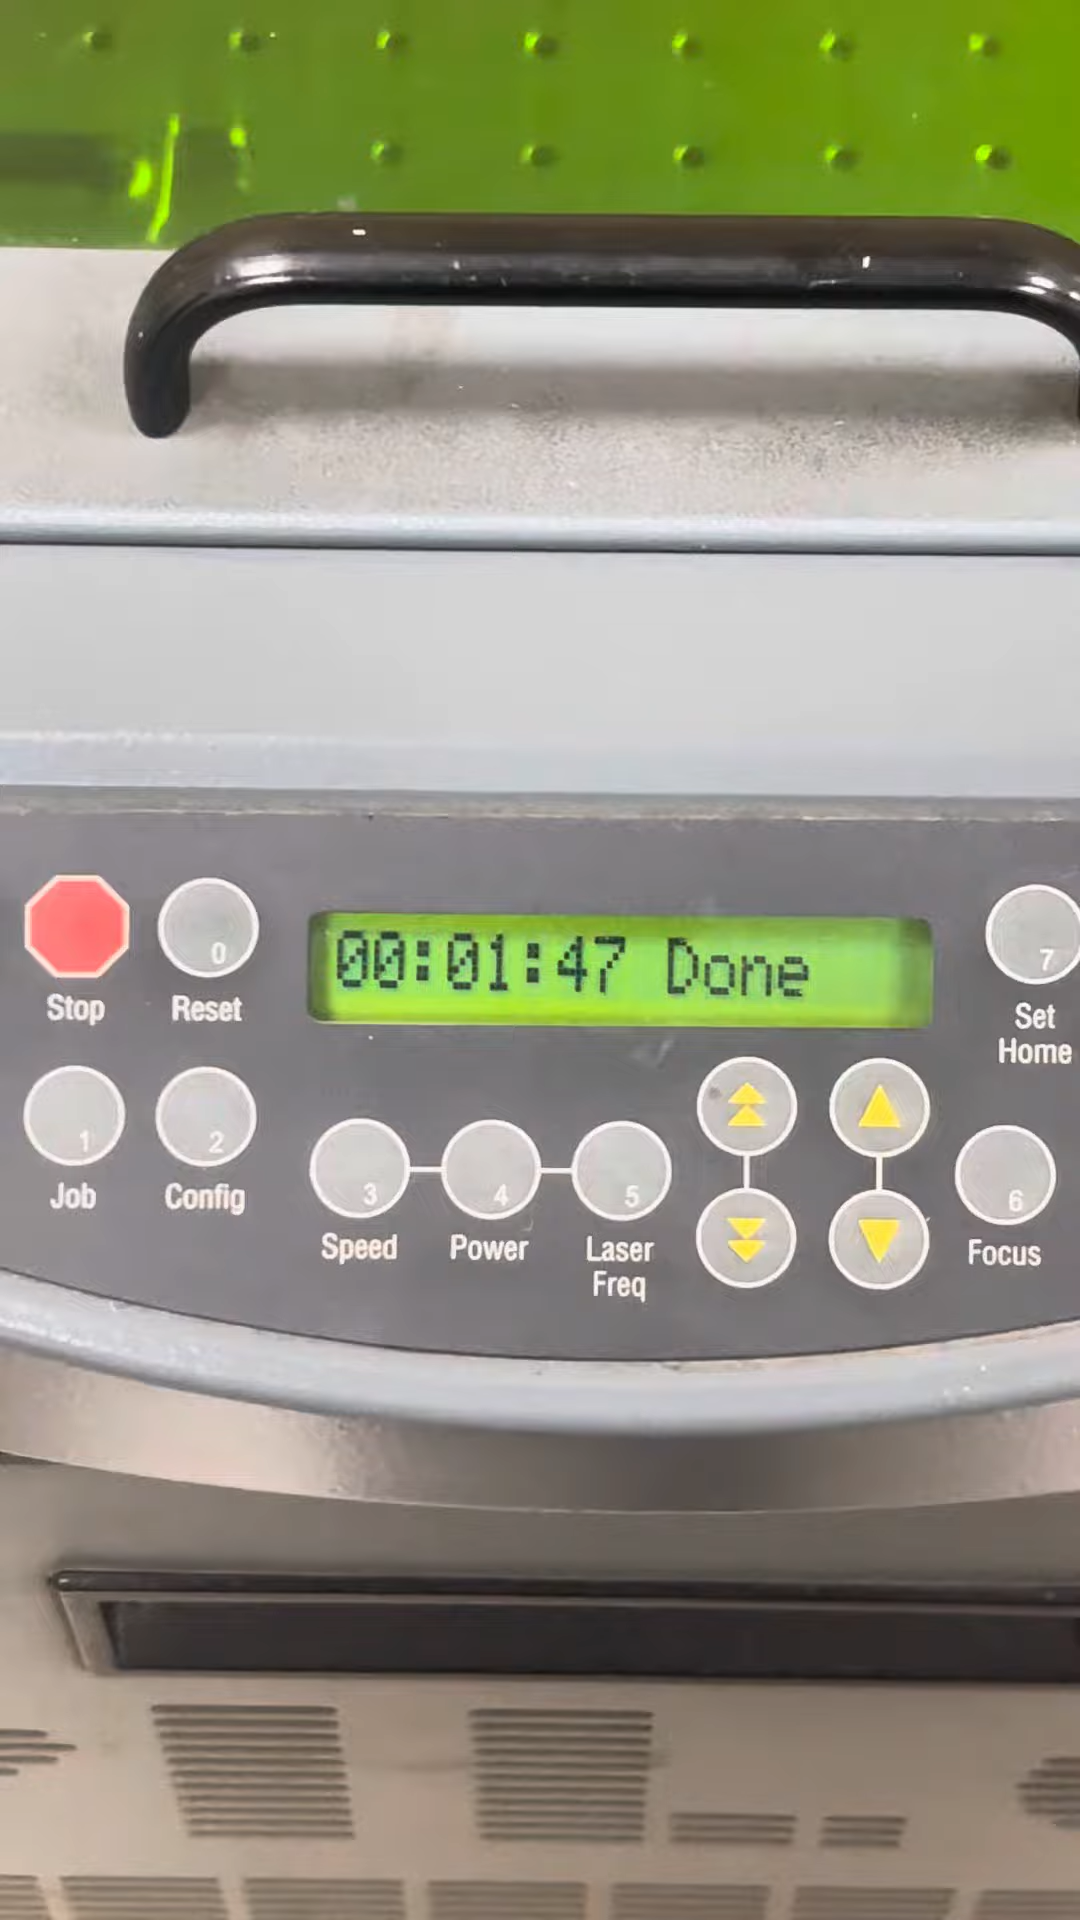 00:01:47 Done
Stop
0
Reset
7
Set
Home
1
Job
2
Config
3
Speed
4
Power
5
Laser
Freq
6
Focus